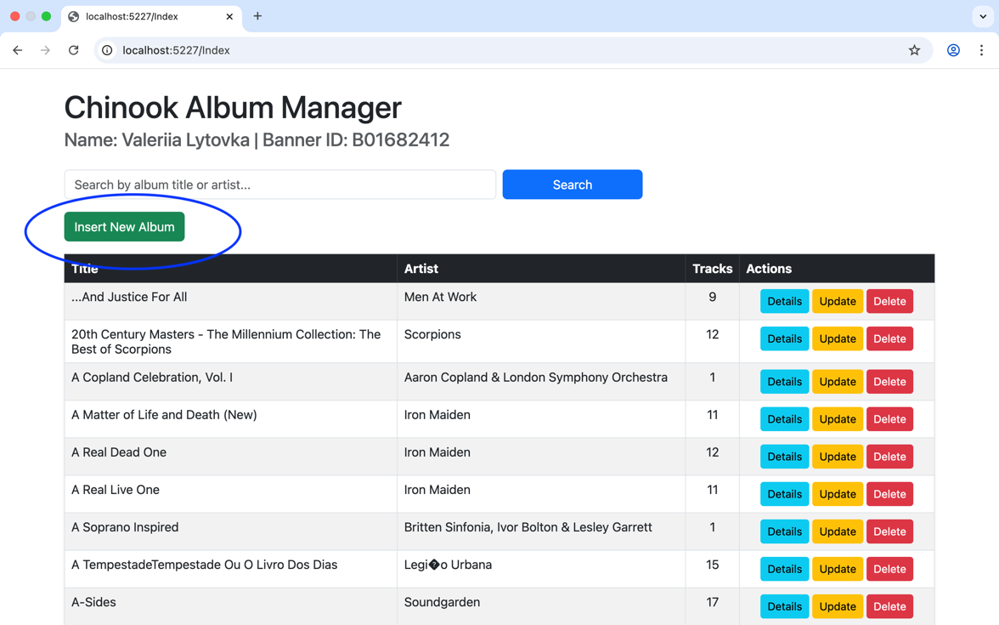 localhost:5227/Index
localhost:5227/Index
Chinook Album Manager
Name: Valeriia Lytovka | Banner ID: B01682412
Search by album title or artist...
Search
Insert New Album
Title Artist Tracks Actions
...And Justice For All Men At Work 9 Details Update Delete
20th Century Masters - The Millennium Collection: The
Best of Scorpions Scorpions 12 Details Update Delete
A Copland Celebration, Vol. I Aaron Copland & London Symphony Orchestra 1 Details Update Delete
A Matter of Life and Death (New) Iron Maiden 11 Details Update Delete
A Real Dead One Iron Maiden 12 Details Update Delete
A Real Live One Iron Maiden 11 Details Update Delete
A Soprano Inspired Britten Sinfonia, Ivor Bolton & Lesley Garrett 1 Details Update Delete
A TempestadeTempestade Ou O Livro Dos Dias Legi�o Urbana 15 Details Update Delete
A-Sides Soundgarden 17 Details Update Delete